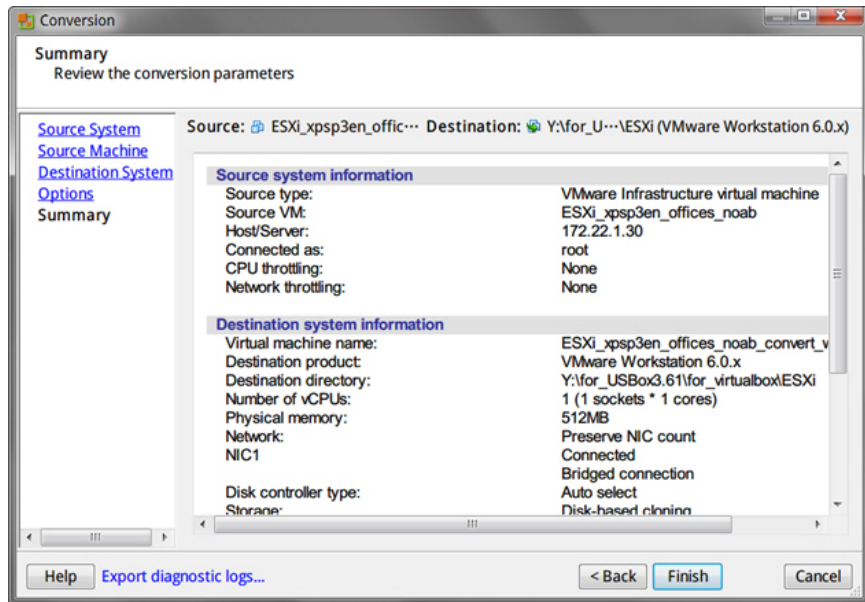 Conversion
Summary
Review the conversion parameters
Source System
Source Machine
Destination System
Options
Summary
Source: ESXi_xpsp3en_offic··· Destination: Y:\for_U···\ESXi (VMware Workstation 6.0.x)
Source system information
Source type: VMware Infrastructure virtual machine
Source VM: ESXi_xpsp3en_offices_noab
Host/Server: 172.22.1.30
Connected as: root
CPU throttling: None
Network throttling: None
Destination system information
Virtual machine name: ESXi_xpsp3en_offices_noab_convert_v
Destination product: VMware Workstation 6.0.x
Destination directory: Y:\for_USBox3.61\for_virtualbox\ESXi
Number of vCPUs: 1 (1 sockets * 1 cores)
Physical memory: 512MB
Network: Preserve NIC count
NIC1 Connected
Bridged connection
Disk controller type: Auto select
Storage: Disk-based cloning
Help Export diagnostic logs... < Back Finish Cancel